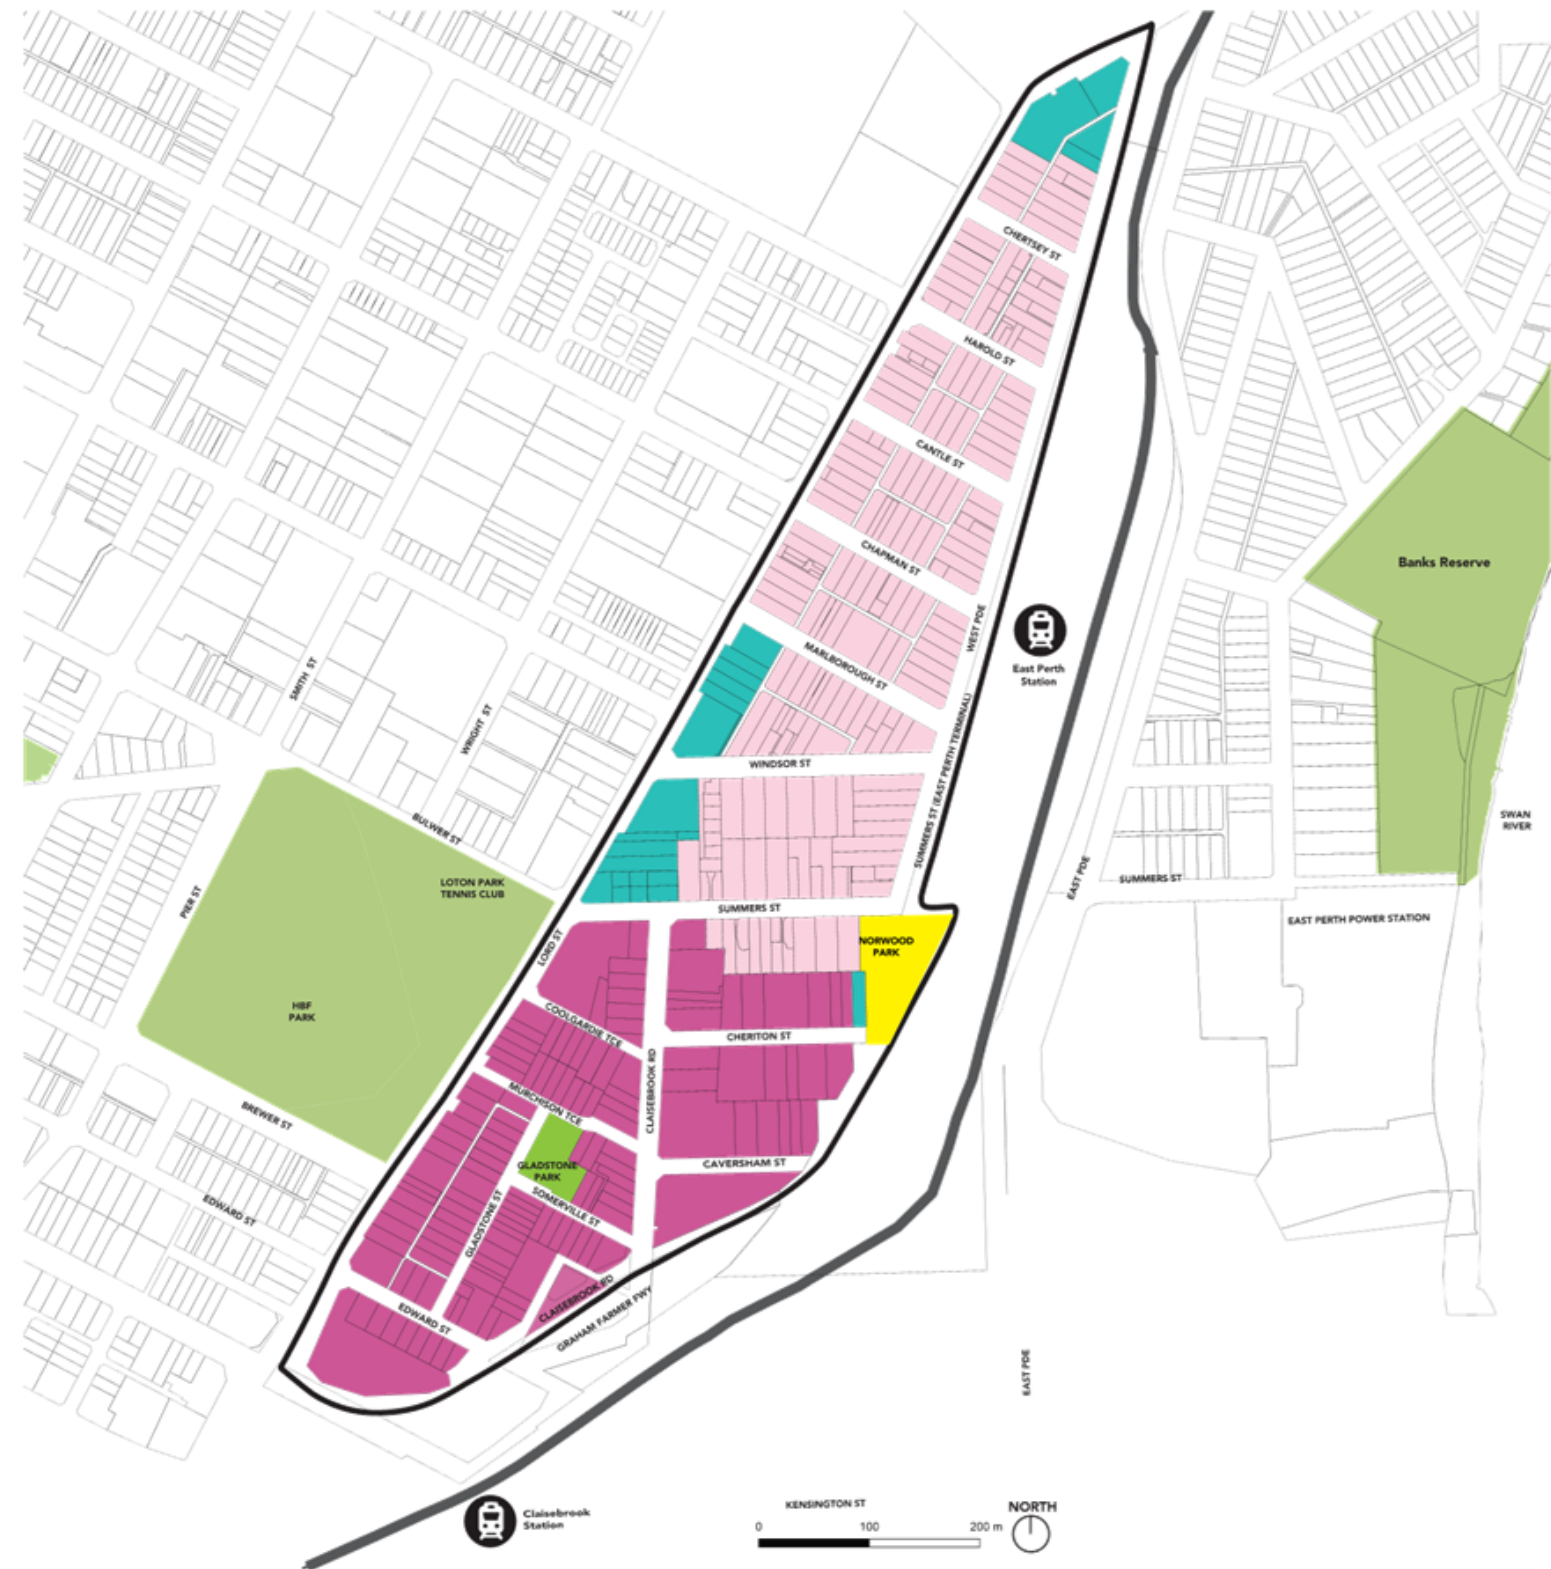 CHERTSEY ST
HAROLD ST
CANTLE ST
CHAPMAN ST
Banks Reserve
WEST PDE
MARLBOROUGH ST
East Perth
Station
SMITH ST
WRIGHT ST
SUMMERS ST (EAST PERTH TERMINAL)
WINDSOR ST
BULWER ST
SWAN
RIVER
LOTON PARK
TENNIS CLUB
PIER ST
EAST PDE
SUMMERS ST
SUMMERS ST
EAST PERTH POWER STATION
LORD ST
NORWOOD
PARK
HBF
PARK
COOLGARDIE TCE
CHERITON ST
CLAISEBROOK RD
MURCHISON TCE
BREWER ST
CAVERSHAM ST
GLADSTONE
PARK
SOMERVILLE ST
EDWARD ST
GLADSTONE ST
CLAISEBROOK RD
GRAHAM FARMER FWY
EDWARD ST
EAST PDE
KENSINGTON ST
NORTH
Claisebrook
Station
0 100 200 m